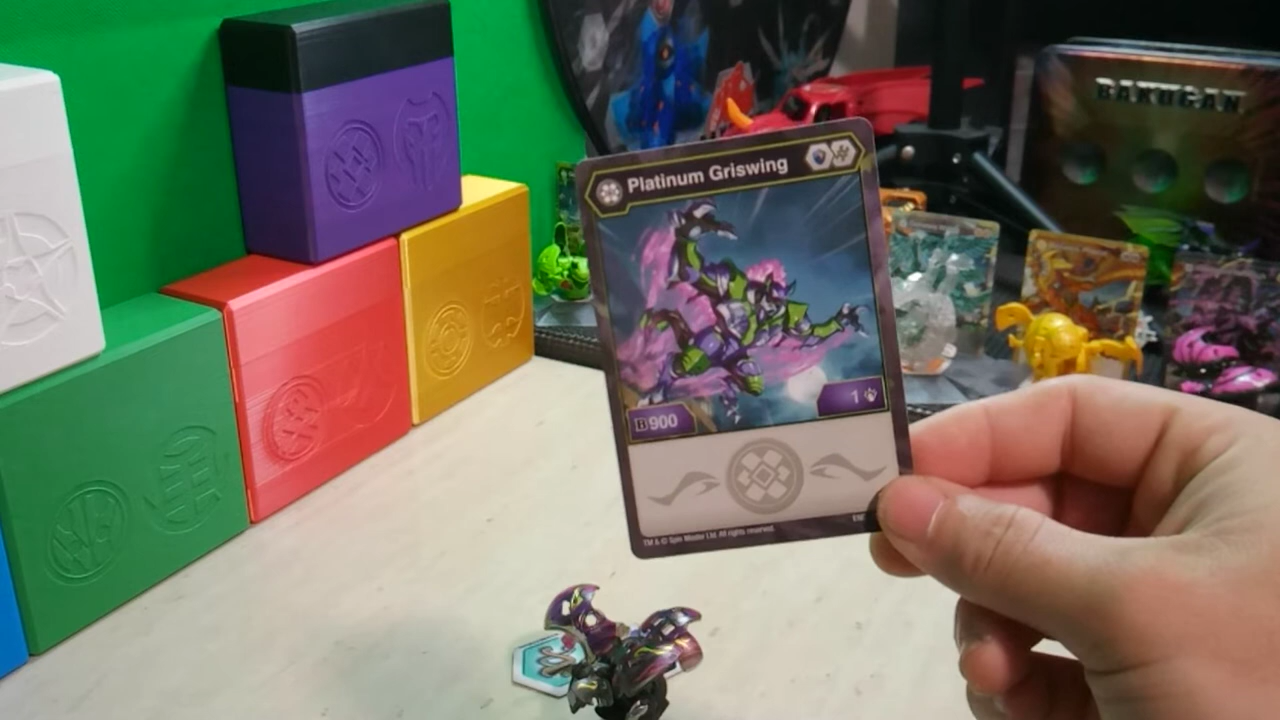 BAKUGAN
Platinum Griswing
B900
1
TM & © Spin Master Ltd. All rights reserved.